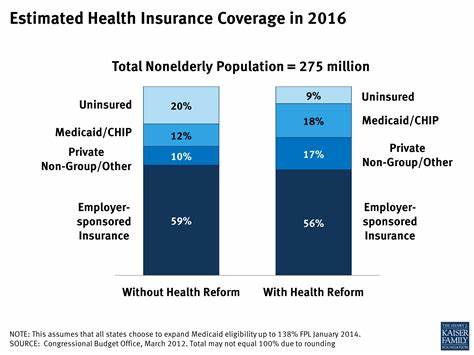 Estimated Health Insurance Coverage in 2016
Total Nonelderly Population = 275 million
Uninsured
20%
9%
Uninsured
Medicaid/CHIP
12%
18%
Medicaid/CHIP
Private
Non-Group/Other
10%
17%
Private
Non-Group/Other
Employer-
sponsored
Insurance
59%
56%
Employer-
sponsored
Insurance
Without Health Reform
With Health Reform
NOTE: This assumes that all states choose to expand Medicaid eligibility up to 138% FPL January 2014.
SOURCE: Congressional Budget Office, March 2012. Total may not equal 100% due to rounding
THE HENRY J.
KAISER
FAMILY
FOUNDATION